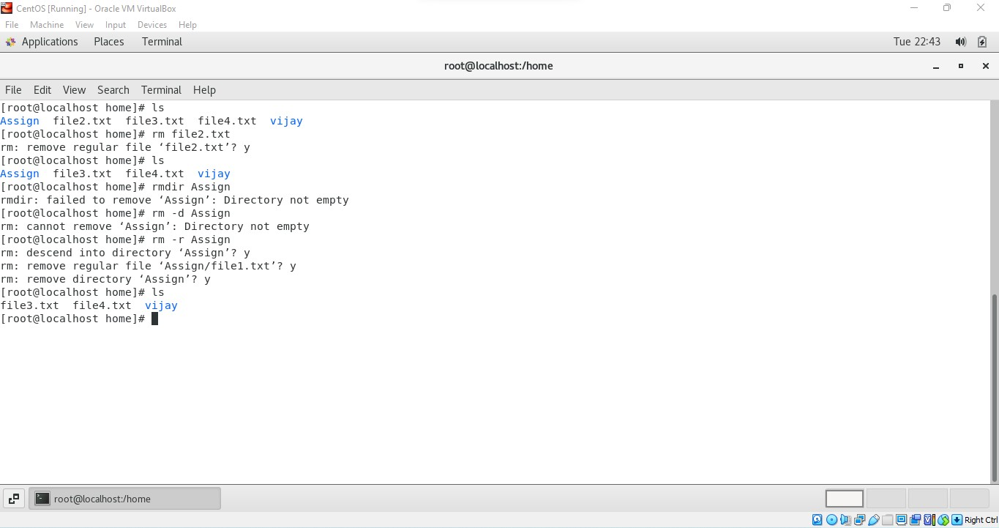 CentOS [Running] - Oracle VM VirtualBox
File Machine View Input Devices Help
Applications Places Terminal Tue 22:43
root@localhost:/home
File Edit View Search Terminal Help
[root@localhost home]# ls
Assign  file2.txt  file3.txt  file4.txt  vijay
[root@localhost home]# rm file2.txt
rm: remove regular file ‘file2.txt’? y
[root@localhost home]# ls
Assign  file3.txt  file4.txt  vijay
[root@localhost home]# rmdir Assign
rmdir: failed to remove ‘Assign’: Directory not empty
[root@localhost home]# rm -d Assign
rm: cannot remove ‘Assign’: Directory not empty
[root@localhost home]# rm -r Assign
rm: descend into directory ‘Assign’? y
rm: remove regular file ‘Assign/file1.txt’? y
rm: remove directory ‘Assign’? y
[root@localhost home]# ls
file3.txt  file4.txt  vijay
[root@localhost home]#
root@localhost:/home
Right Ctrl